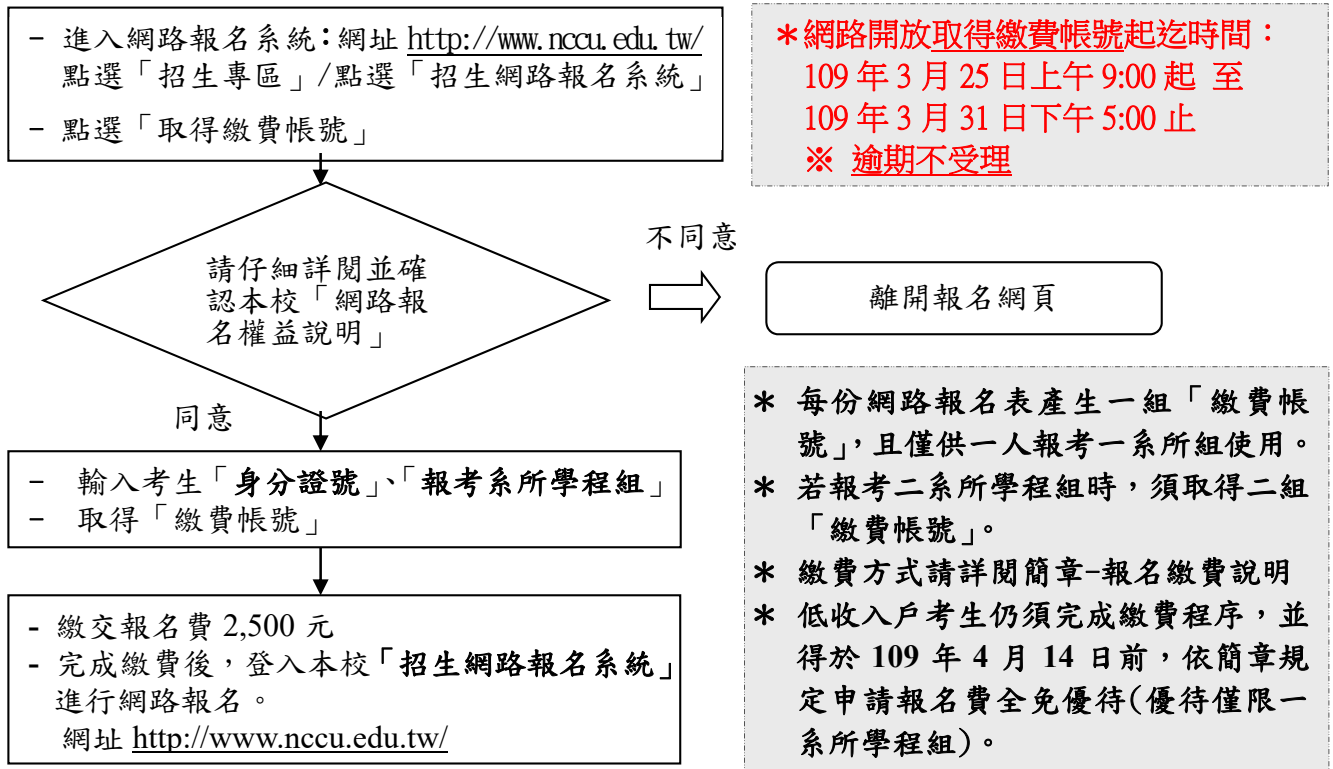 - 進入網路報名系統：網址 http://www.nccu.edu.tw/
點選「招生專區」/點選「招生網路報名系統」
- 點選「取得繳費帳號」
＊網路開放取得繳費帳號起迄時間：
109 年 3 月 25 日上午 9:00 起 至
109 年 3 月 31 日下午 5:00 止
※ 逾期不受理
請仔細詳閱並確
認本校「網路報
名權益說明」
不同意
離開報名網頁
同意
- 輸入考生「身分證號」、「報考系所學程組」
- 取得「繳費帳號」
- 繳交報名費 2,500 元
- 完成繳費後，登入本校「招生網路報名系統」
進行網路報名。
網址 http://www.nccu.edu.tw/
＊ 每份網路報名表產生一組「繳費帳
號」，且僅供一人報考一系所組使用。
＊ 若報考二系所學程組時，須取得二組
「繳費帳號」。
＊ 繳費方式請詳閱簡章-報名繳費說明
＊ 低收入戶考生仍須完成繳費程序，並
得於 109 年 4 月 14 日前，依簡章規
定申請報名費全免優待(優待僅限一
系所學程組)。